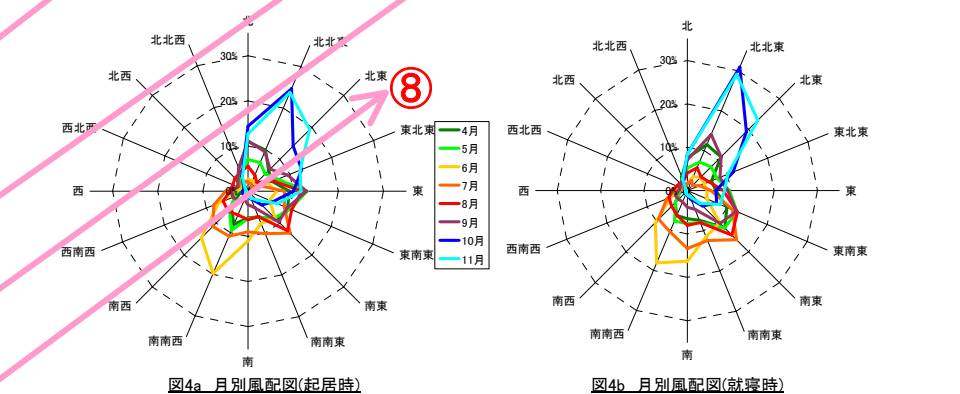 北
北北東
北東
東北東
東
東南東
南東
南南東
南
南南西
南西
西南西
西
西北西
北西
北北西
30%
20%
10%
0%
⑧
4月
5月
6月
7月
8月
9月
10月
11月
図4a 月別風配図(起居時)
北
北北東
北東
東北東
東
東南東
南東
南南東
南
南南西
南西
西南西
西
西北西
北西
北北西
30%
20%
10%
0%
図4b 月別風配図(就寝時)